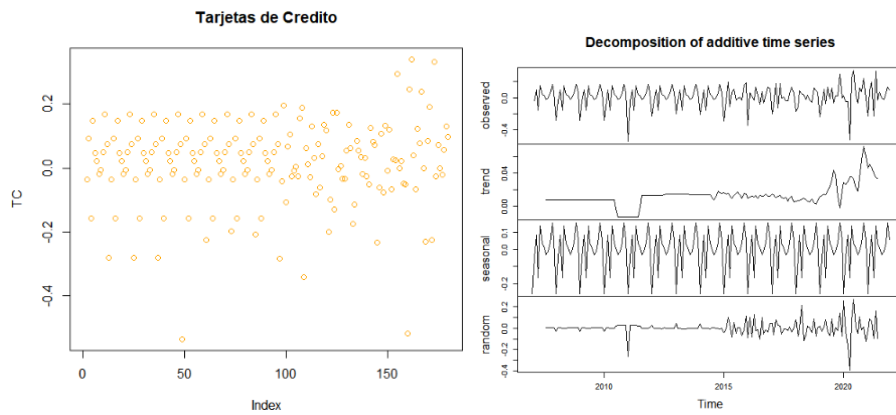 Tarjetas de Credito
TC
0.2
0.0
-0.2
-0.4
0
50
100
150
Index
Decomposition of additive time series
observed
0.0
-0.4
trend
0.04
0.00
seasonal
0.1
-0.2
random
0.2
0.0
-0.2
-0.4
2010
2015
2020
Time